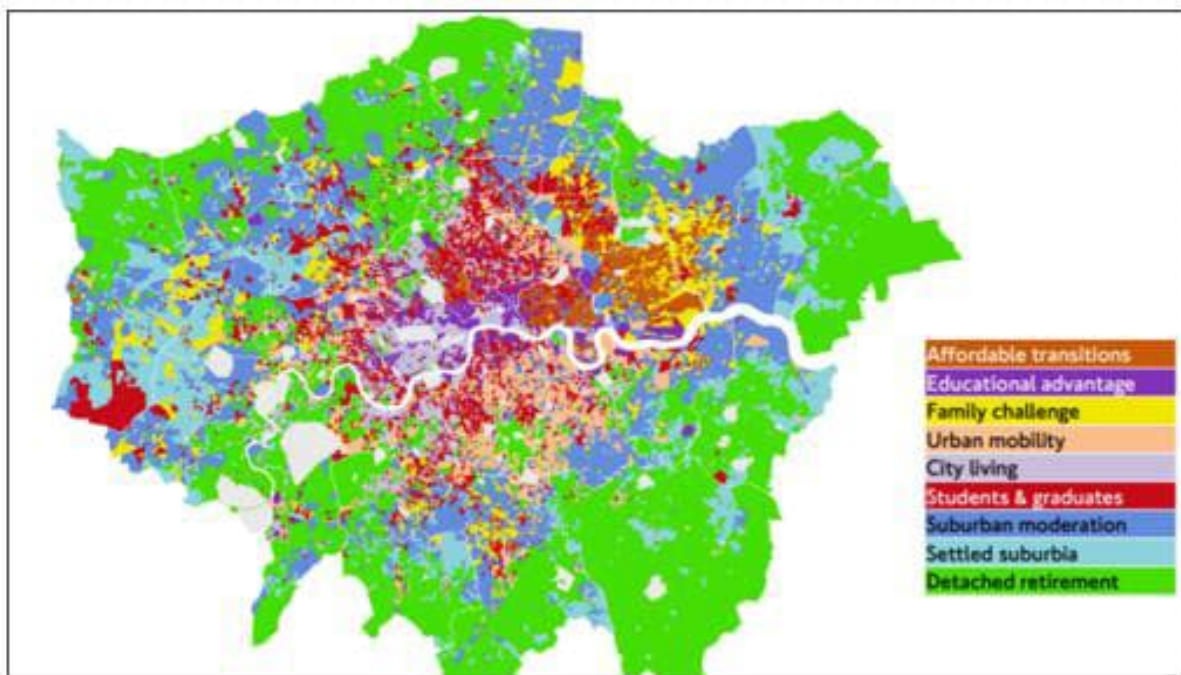 Affordable transitions
Educational advantage
Family challenge
Urban mobility
City living
Students & graduates
Suburban moderation
Settled suburbia
Detached retirement